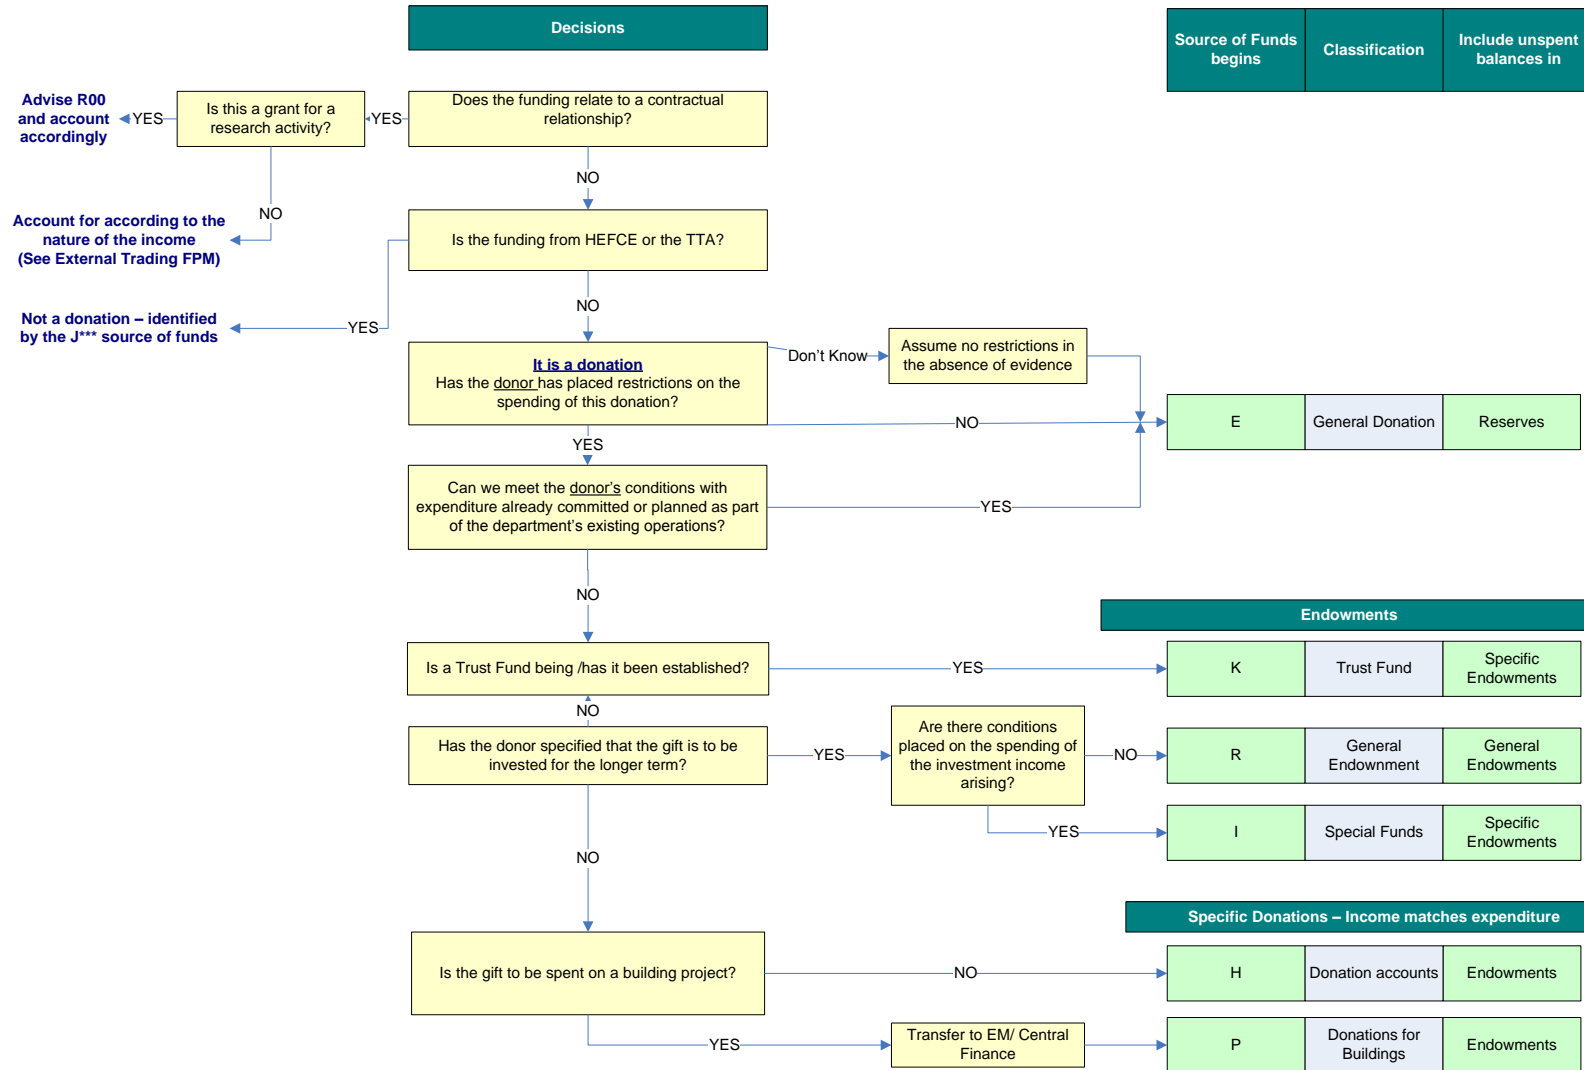 Decisions
Source of Funds
begins
Classification
Include unspent
balances in
Advise R00
and account
accordingly
YES
Is this a grant for a
research activity?
YES
Does the funding relate to a contractual
relationship?
NO
NO
Account for according to the
nature of the income
(See External Trading FPM)
Is the funding from HEFCE or the TTA?
NO
Not a donation – identified
by the J*** source of funds
YES
It is a donation
Has the donor has placed restrictions on the
spending of this donation?
Don't Know
Assume no restrictions in
the absence of evidence
NO
E
General Donation
Reserves
YES
Can we meet the donor's conditions with
expenditure already committed or planned as part
of the department's existing operations?
YES
NO
Endowments
Is a Trust Fund being /has it been established?
YES
K
Trust Fund
Specific
Endowments
NO
Has the donor specified that the gift is to be
invested for the longer term?
YES
Are there conditions
placed on the spending of
the investment income
arising?
NO
R
General
Endownment
General
Endowments
YES
I
Special Funds
Specific
Endowments
NO
Specific Donations – Income matches expenditure
Is the gift to be spent on a building project?
NO
H
Donation accounts
Endowments
YES
Transfer to EM/ Central
Finance
P
Donations for
Buildings
Endowments